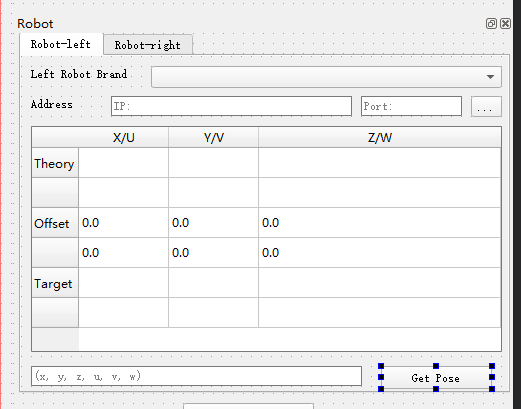 Robot
Robot-left Robot-right
Left Robot Brand
Address IP: Port: ...
X/U Y/V Z/W
Theory
Offset 0.0 0.0 0.0
0.0 0.0 0.0
Target
(x, y, z, u, v, w) Get Pose